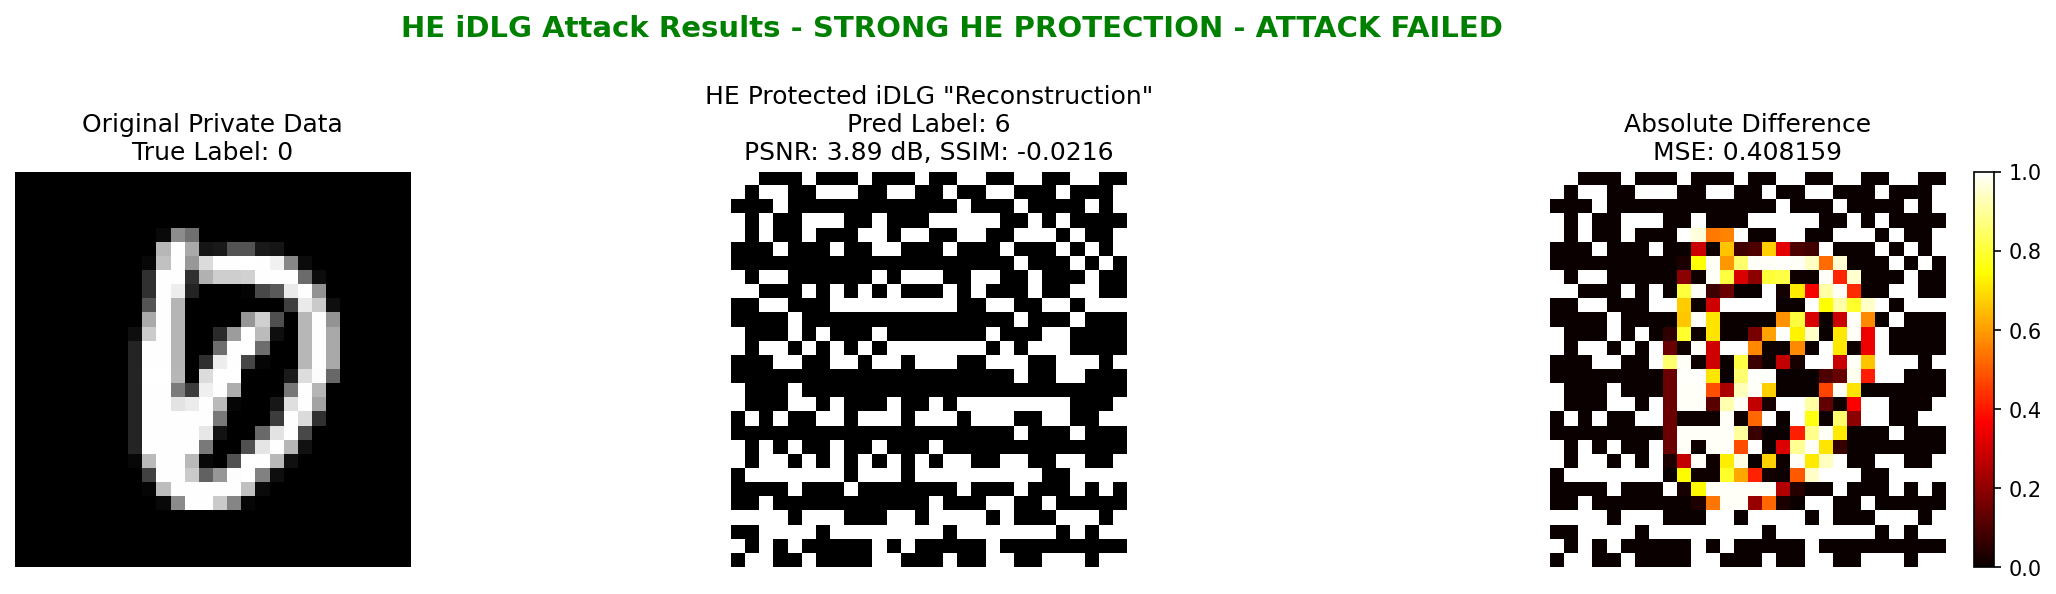 HE iDLG Attack Results - STRONG HE PROTECTION - ATTACK FAILED
Original Private Data
True Label: 0
HE Protected iDLG "Reconstruction"
Pred Label: 6
PSNR: 3.89 dB, SSIM: -0.0216
Absolute Difference
MSE: 0.408159
1.0
0.8
0.6
0.4
0.2
0.0